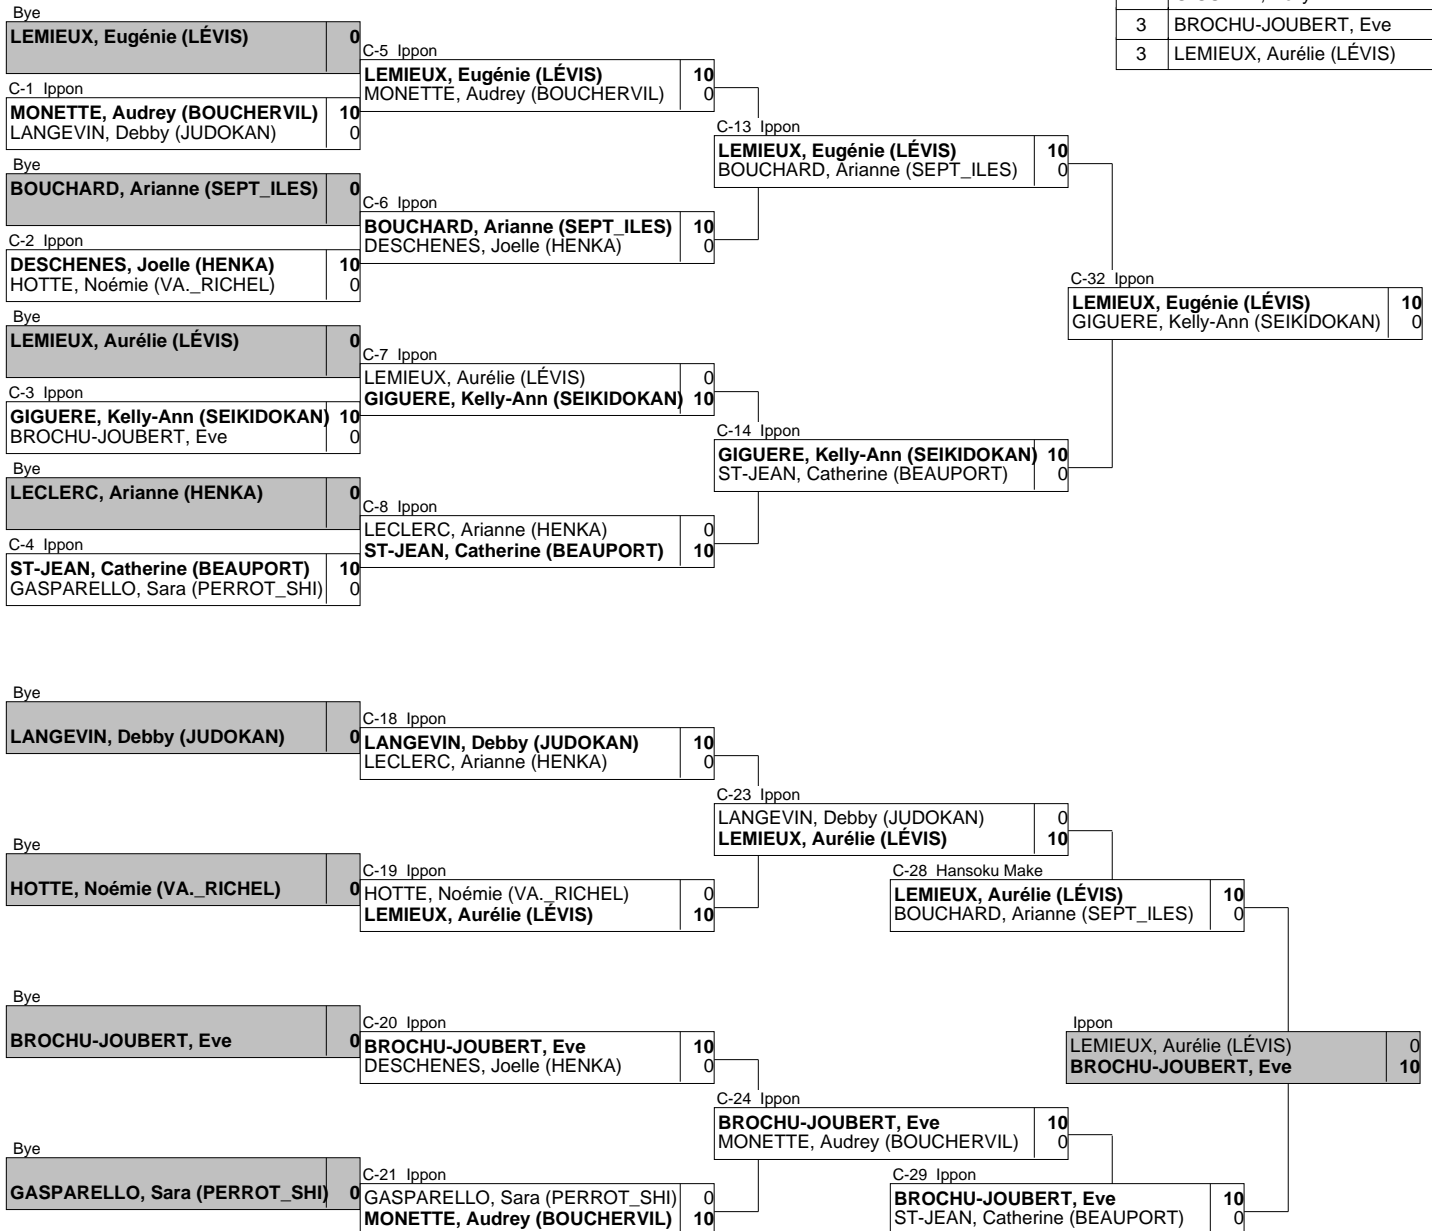 3 BROCHU-JOUBERT, Eve
3 LEMIEUX, Aurélie (LÉVIS)
Bye
LEMIEUX, Eugénie (LÉVIS) 0
C-1 Ippon
MONETTE, Audrey (BOUCHERVIL) 10
LANGEVIN, Debby (JUDOKAN) 0
Bye
BOUCHARD, Arianne (SEPT_ILES) 0
C-2 Ippon
DESCHENES, Joelle (HENKA) 10
HOTTE, Noémie (VA._RICHEL) 0
Bye
LEMIEUX, Aurélie (LÉVIS) 0
C-3 Ippon
GIGUERE, Kelly-Ann (SEIKIDOKAN) 10
BROCHU-JOUBERT, Eve 0
Bye
LECLERC, Arianne (HENKA) 0
C-4 Ippon
ST-JEAN, Catherine (BEAUPORT) 10
GASPARELLO, Sara (PERROT_SHI) 0
C-5 Ippon
LEMIEUX, Eugénie (LÉVIS) 10
MONETTE, Audrey (BOUCHERVIL) 0
C-6 Ippon
BOUCHARD, Arianne (SEPT_ILES) 10
DESCHENES, Joelle (HENKA) 0
C-7 Ippon
LEMIEUX, Aurélie (LÉVIS) 0
GIGUERE, Kelly-Ann (SEIKIDOKAN) 10
C-8 Ippon
LECLERC, Arianne (HENKA) 0
ST-JEAN, Catherine (BEAUPORT) 10
C-13 Ippon
LEMIEUX, Eugénie (LÉVIS) 10
BOUCHARD, Arianne (SEPT_ILES) 0
C-14 Ippon
GIGUERE, Kelly-Ann (SEIKIDOKAN) 10
ST-JEAN, Catherine (BEAUPORT) 0
C-32 Ippon
LEMIEUX, Eugénie (LÉVIS) 10
GIGUERE, Kelly-Ann (SEIKIDOKAN) 0
Bye
LANGEVIN, Debby (JUDOKAN) 0
Bye
HOTTE, Noémie (VA._RICHEL) 0
Bye
BROCHU-JOUBERT, Eve 0
Bye
GASPARELLO, Sara (PERROT_SHI) 0
C-18 Ippon
LANGEVIN, Debby (JUDOKAN) 10
LECLERC, Arianne (HENKA) 0
C-19 Ippon
HOTTE, Noémie (VA._RICHEL) 0
LEMIEUX, Aurélie (LÉVIS) 10
C-20 Ippon
BROCHU-JOUBERT, Eve 10
DESCHENES, Joelle (HENKA) 0
C-21 Ippon
GASPARELLO, Sara (PERROT_SHI) 0
MONETTE, Audrey (BOUCHERVIL) 10
C-23 Ippon
LANGEVIN, Debby (JUDOKAN) 0
LEMIEUX, Aurélie (LÉVIS) 10
C-24 Ippon
BROCHU-JOUBERT, Eve 10
MONETTE, Audrey (BOUCHERVIL) 0
C-28 Hansoku Make
LEMIEUX, Aurélie (LÉVIS) 10
BOUCHARD, Arianne (SEPT_ILES) 0
C-29 Ippon
BROCHU-JOUBERT, Eve 10
ST-JEAN, Catherine (BEAUPORT) 0
Ippon
LEMIEUX, Aurélie (LÉVIS) 0
BROCHU-JOUBERT, Eve 10